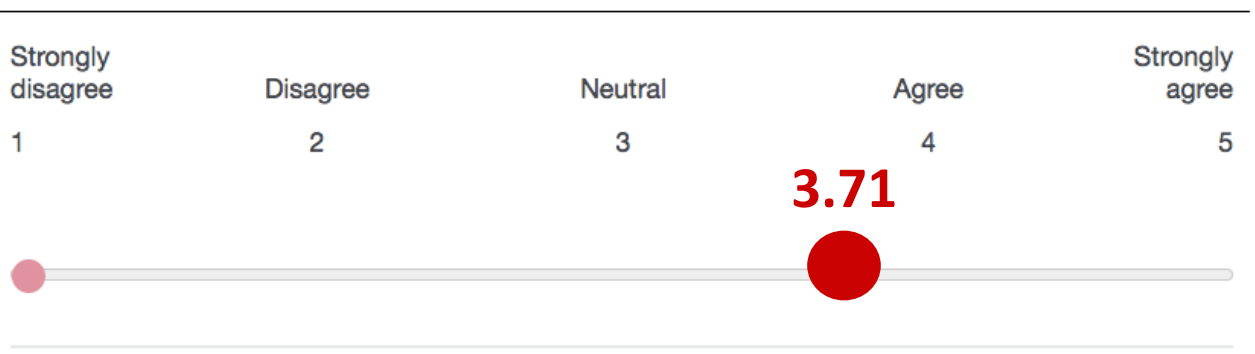 Strongly disagree
Disagree
Neutral
Agree
Strongly agree
1 2 3 4 5
3.71